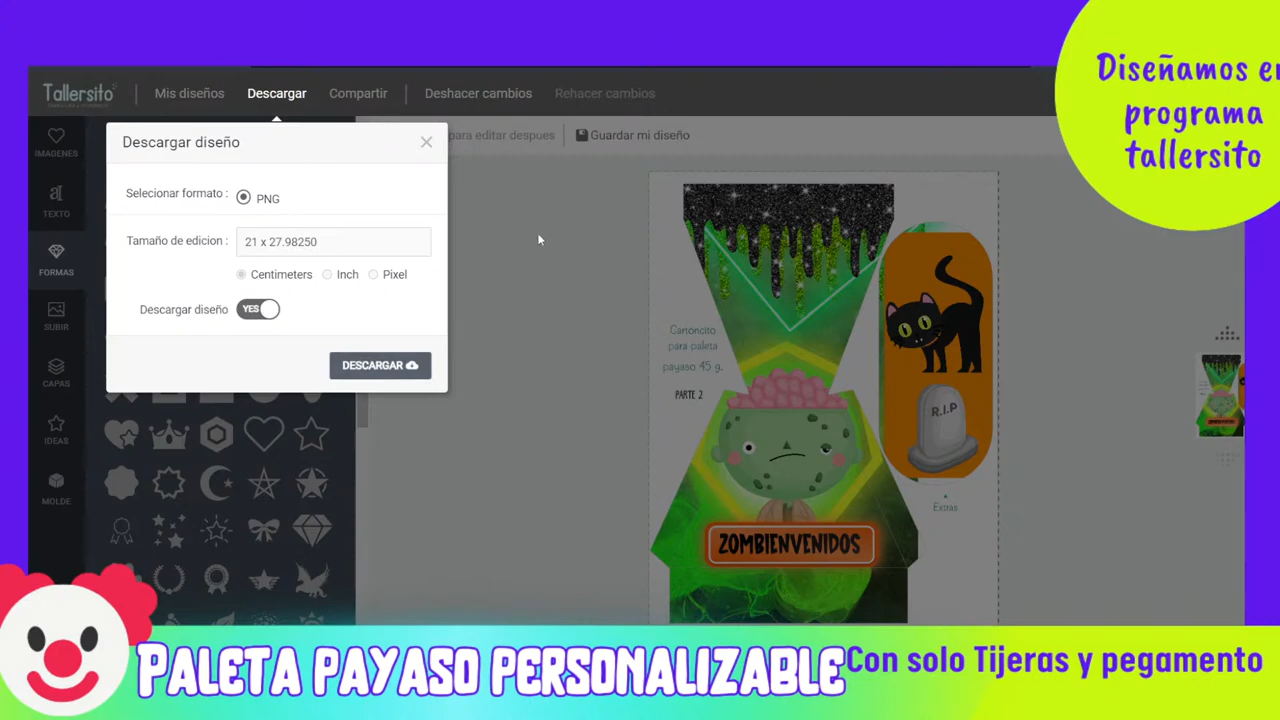 Diseñamos en
programa
tallersito
Tallersito
Mis diseños
Descargar
Compartir
Deshacer cambios
Rehacer cambios
para editar despues
Guardar mi diseño
IMAGENES
TEXTO
FORMAS
SUBIR
CAPAS
IDEAS
MOLDE
Descargar diseño
Selecionar formato :
PNG
Tamaño de edicion :
21 x 27.98250
Centimeters
Inch
Pixel
Descargar diseño
YES
DESCARGAR
Cartoncito
para paleta
payaso 45 g.
PARTE 2
R.I.P
Extras
ZOMBIENVENIDOS
PALETA PAYASO PERSONALIZABLE
Con solo Tijeras y pegamento